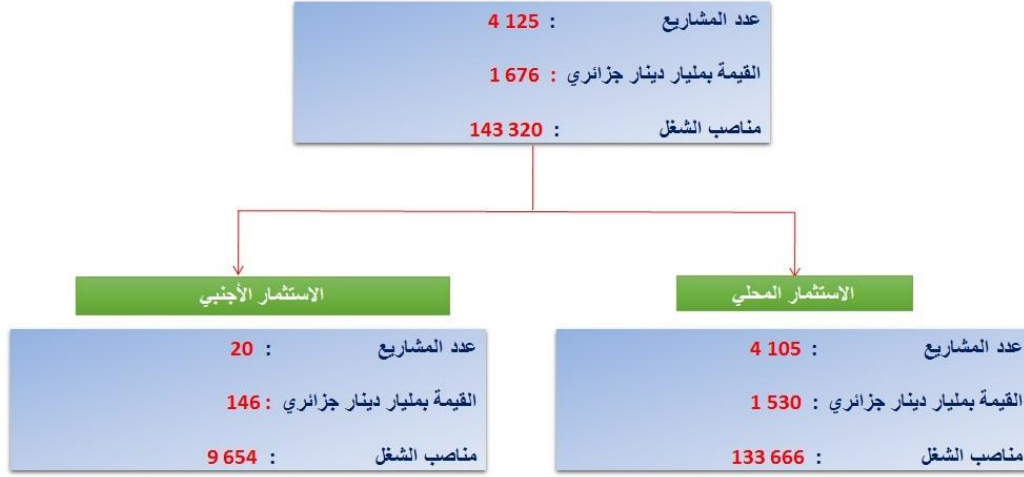 عدد المشاريع : 4 125
القيمة بمليار دينار جزائري : 1 676
مناصب الشغل : 143 320
الاستثمار المحلي
عدد المشاريع : 4 105
القيمة بمليار دينار جزائري : 1 530
مناصب الشغل : 133 666
الاستثمار الأجنبي
عدد المشاريع : 20
القيمة بمليار دينار جزائري : 146
مناصب الشغل : 9 654